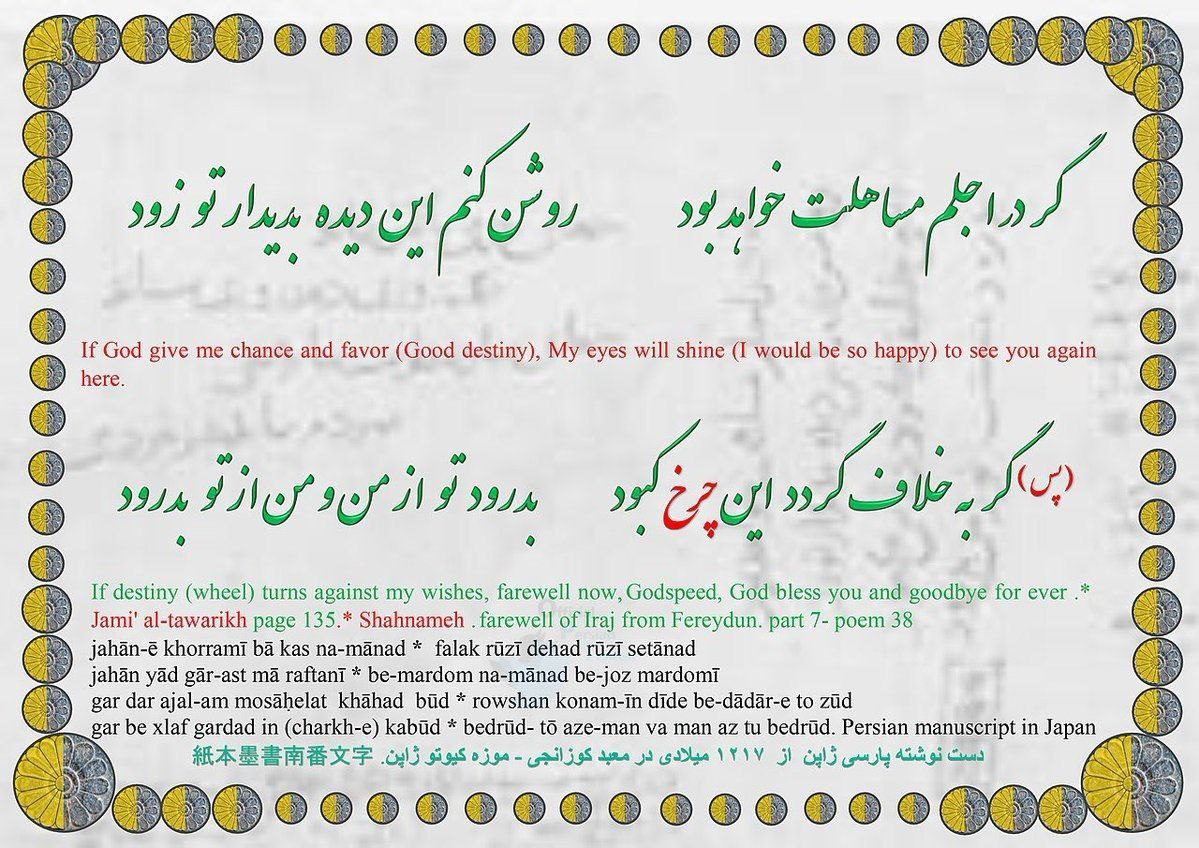 گر در اجلم مساهلت خواهد بود روشن کنم این دیده بدیدار تو زود
If God give me chance and favor (Good destiny), My eyes will shine (I would be so happy) to see you again
here.
(پس) گر به خلاف گردد این چرخ کبود بدرود تو از من و من از تو بدرود
If destiny (wheel) turns against my wishes, farewell now, Godspeed, God bless you and goodbye for ever .*
Jami' al-tawarikh page 135.* Shahnameh .farewell of Iraj from Fereydun. part 7- poem 38
jahān-ē khorramī bā kas na-mānad * falak rūzī dehad rūzī setānad
jahān yād gār-ast mā raftanī * be-mardom na-mānad be-joz mardomī
gar dar ajal-am mosāḥelat khāhad būd * rowshan konam-īn dīde be-dādār-e to zūd
gar be xlaf gardad in (charkh-e) kabūd * bedrūd- tō aze-man va man az tu bedrūd. Persian manuscript in Japan
دست نوشته پارسی ژاپن از ۱۲۱۷ میلادی در معبد کوزانجی - موزه کیوتو ژاپن. 紙本墨書南番文字